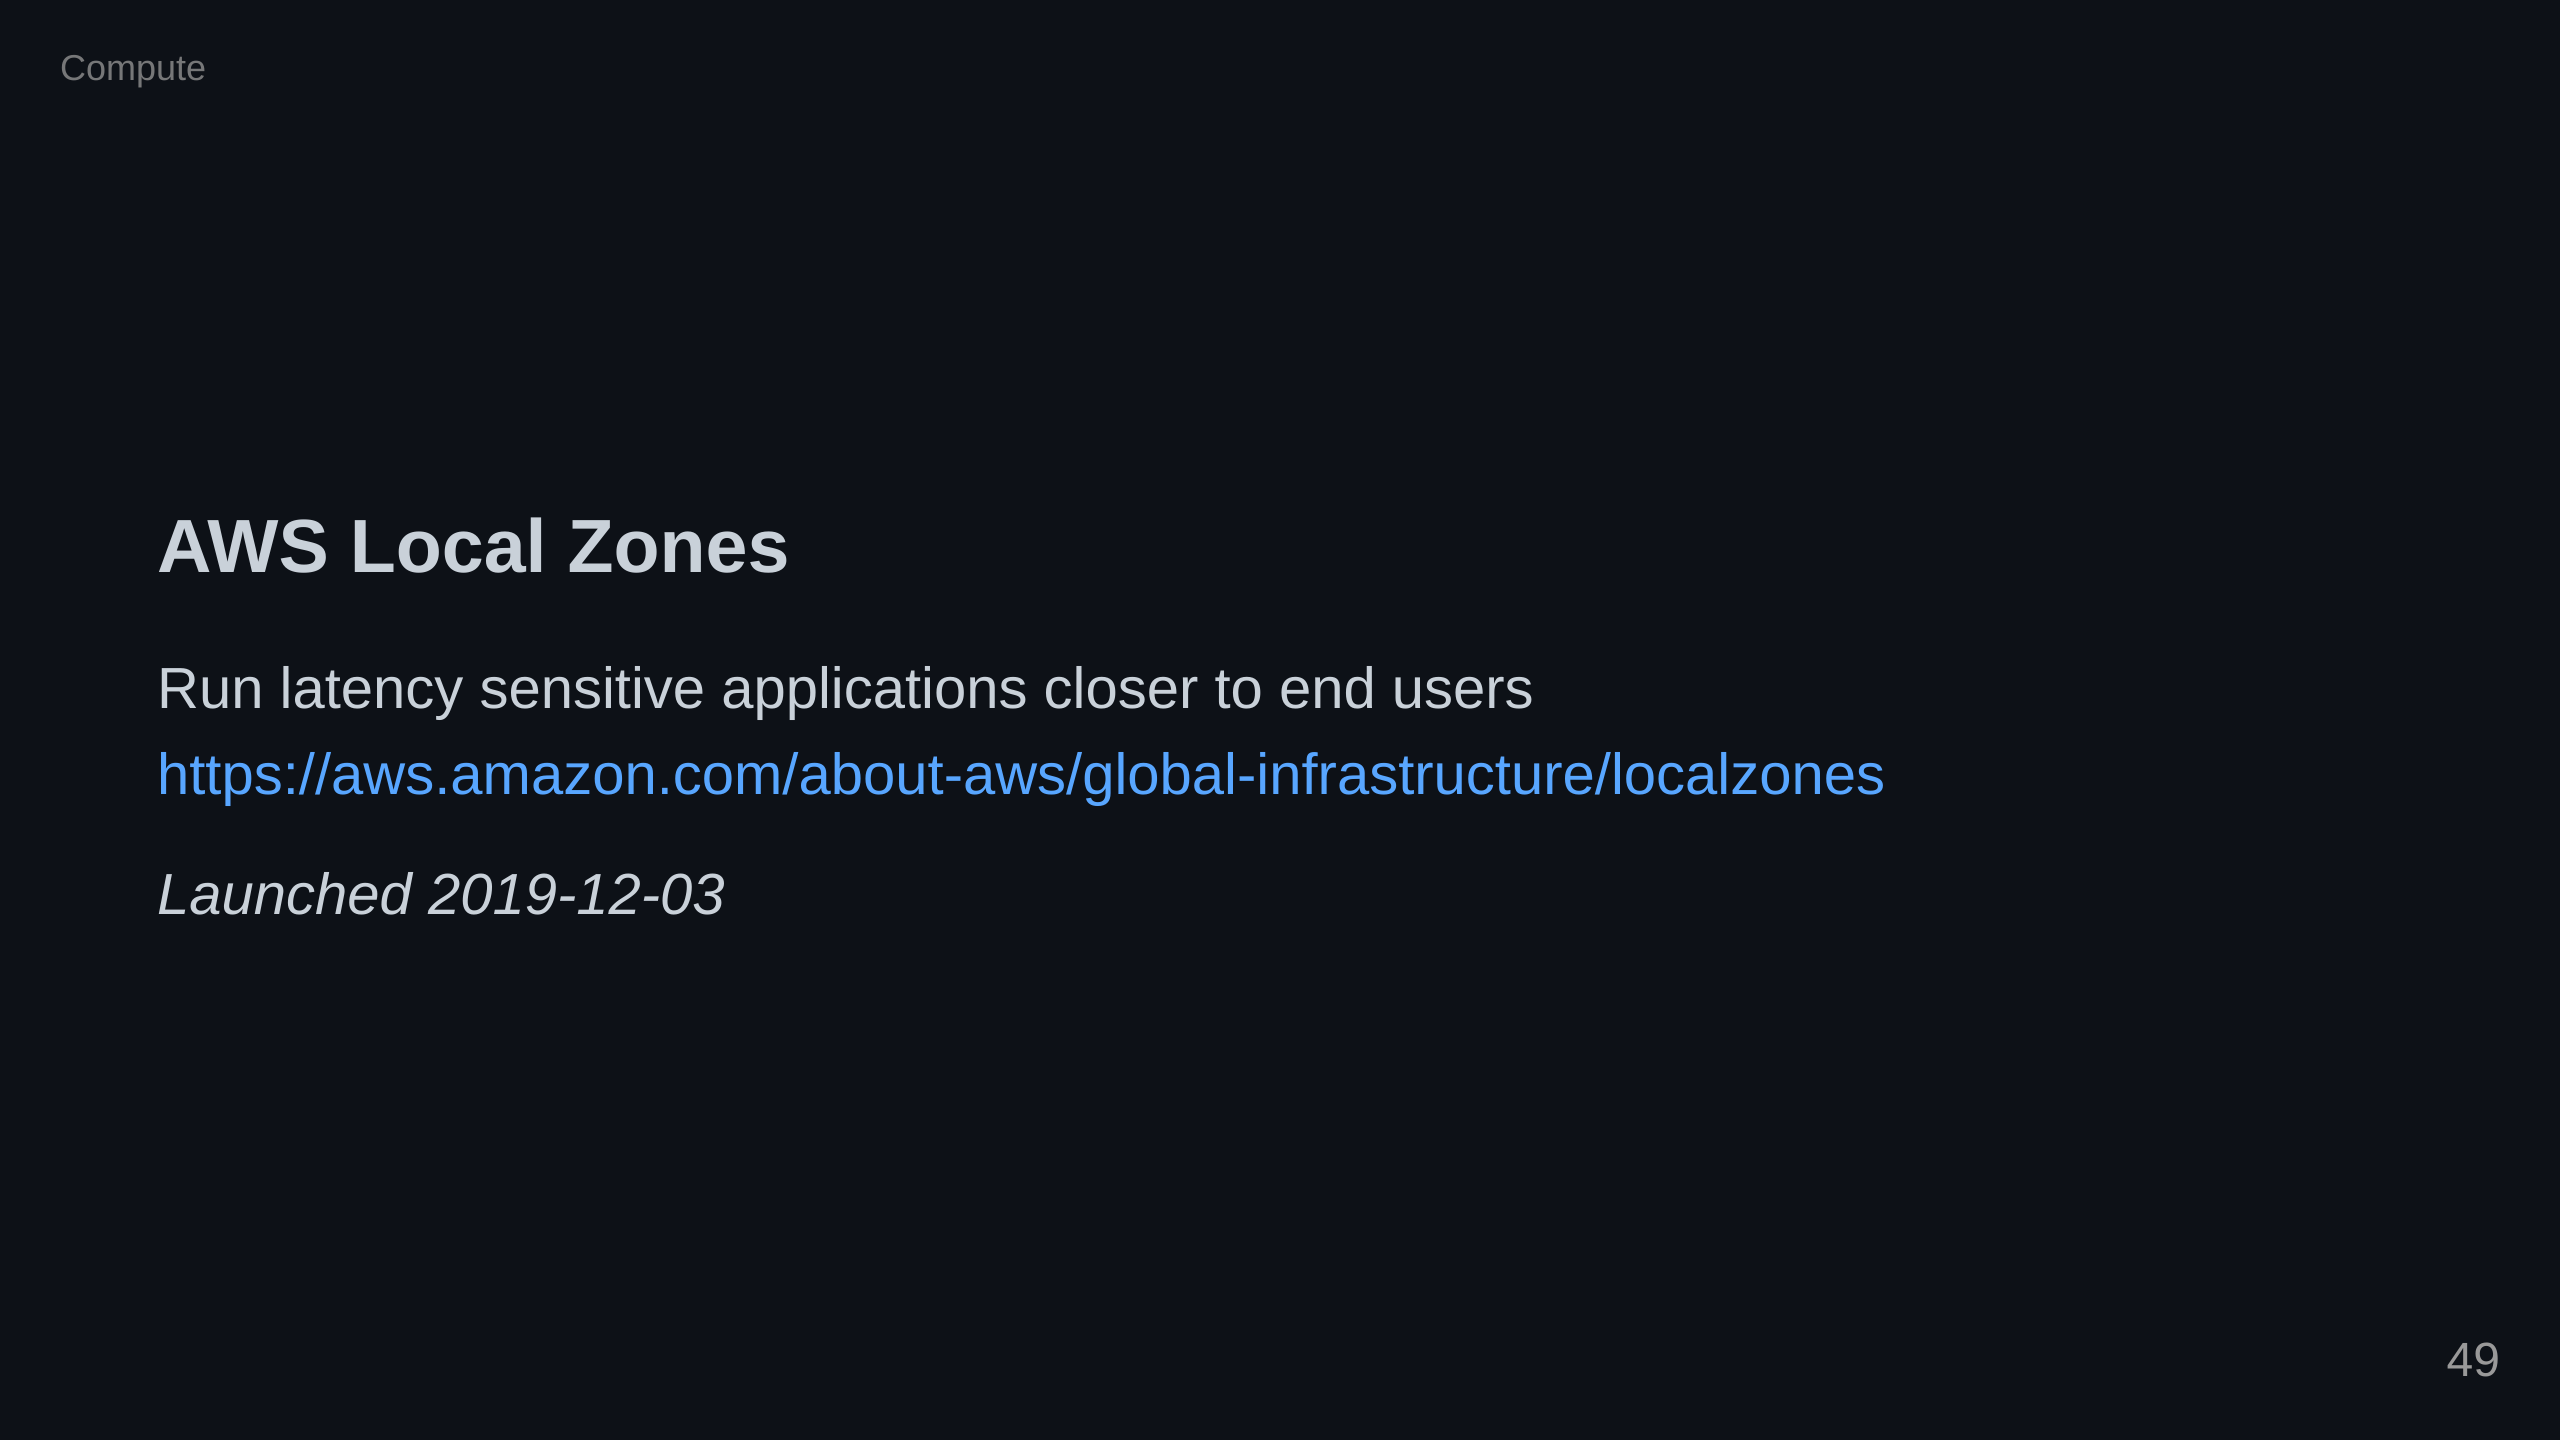 Compute
AWS Local Zones
Run latency sensitive applications closer to end users
https://aws.amazon.com/about-aws/global-infrastructure/localzones
Launched 2019-12-03
49